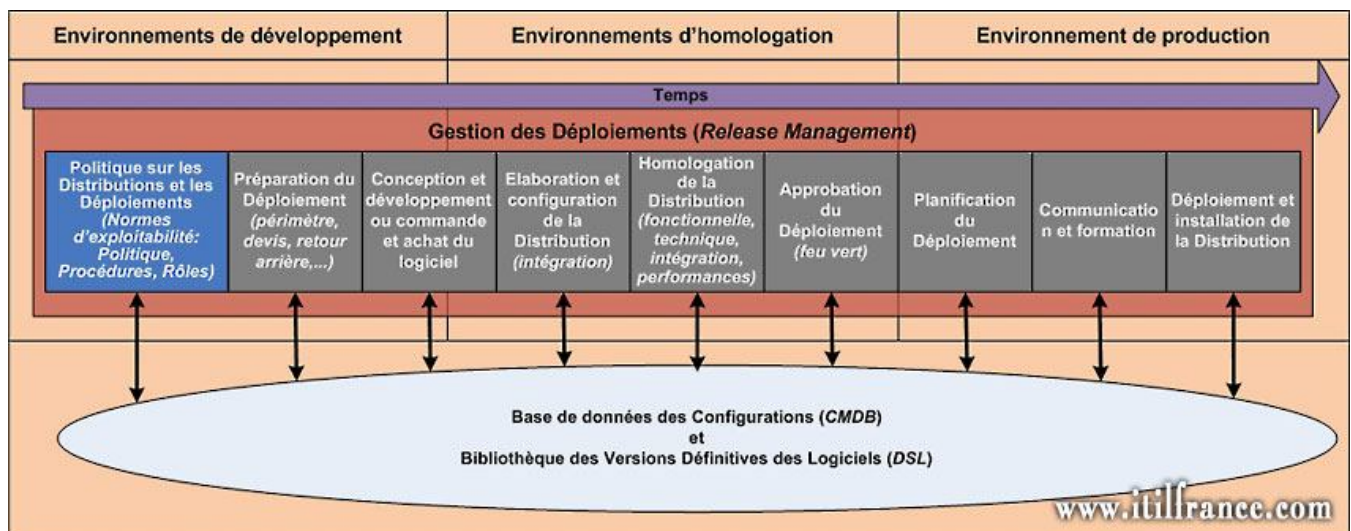 Environnements de développement
Environnements d'homologation
Environnement de production
Temps
Gestion des Déploiements (Release Management)
Politique sur les
Distributions et les
Déploiements
(Normes
d'exploitabilité:
Politique,
Procédures, Rôles)
Préparation du
Déploiement
(périmètre,
devis, retour
arrière,...)
Conception et
développement
ou commande
et achat du
logiciel
Elaboration et
configuration
de la
Distribution
(intégration)
Homologation
de la
Distribution
(fonctionnelle,
technique,
intégration,
performances)
Approbation
du
Déploiement
(feu vert)
Planification
du
Déploiement
Communicatio
n et formation
Déploiement et
installation de
la Distribution
Base de données des Configurations (CMDB)
et
Bibliothèque des Versions Définitives des Logiciels (DSL)
www.itilfrance.com